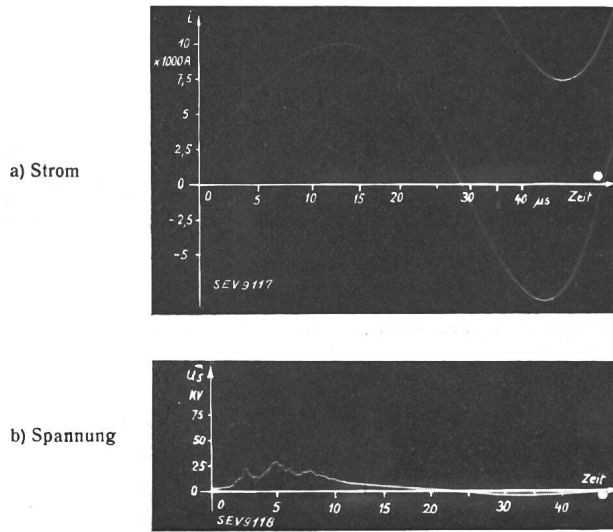 a) Strom
i
×1000A
10
7,5
5
2,5
0
-2,5
-5
0 5 10 15 20 30 40 µs Zeit
SEV9117
b) Spannung
us
KV
75
50
25
0
Zeit
0 5 10 15 20 30 40
SEV9118